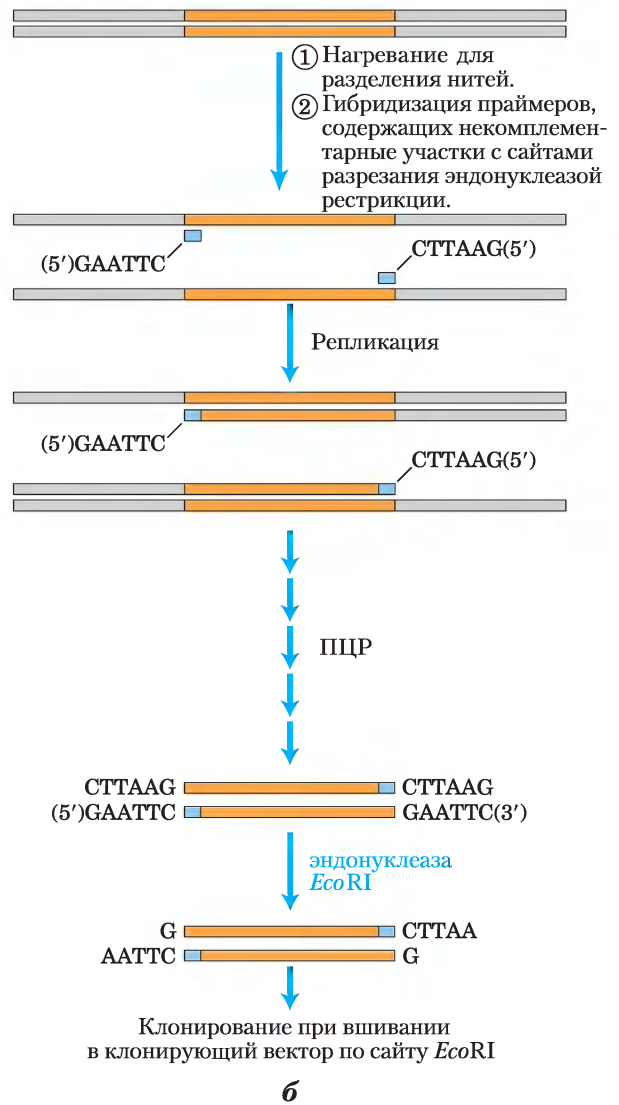 ① Нагревание для
разделения нитей.
② Гибридизация праймеров,
содержащих некомплемен-
тарные участки с сайтами
разрезания эндонуклеазой
рестрикции.
(5′)GAATTC
CTTAAG(5′)
Репликация
(5′)GAATTC
CTTAAG(5′)
ПЦР
CTTAAG CTTAAG
(5′)GAATTC GAATTC(3′)
эндонуклеаза
EcoRI
G CTTAA
AATTC G
Клонирование при вшивании
в клонирующий вектор по сайту EcoRI
б